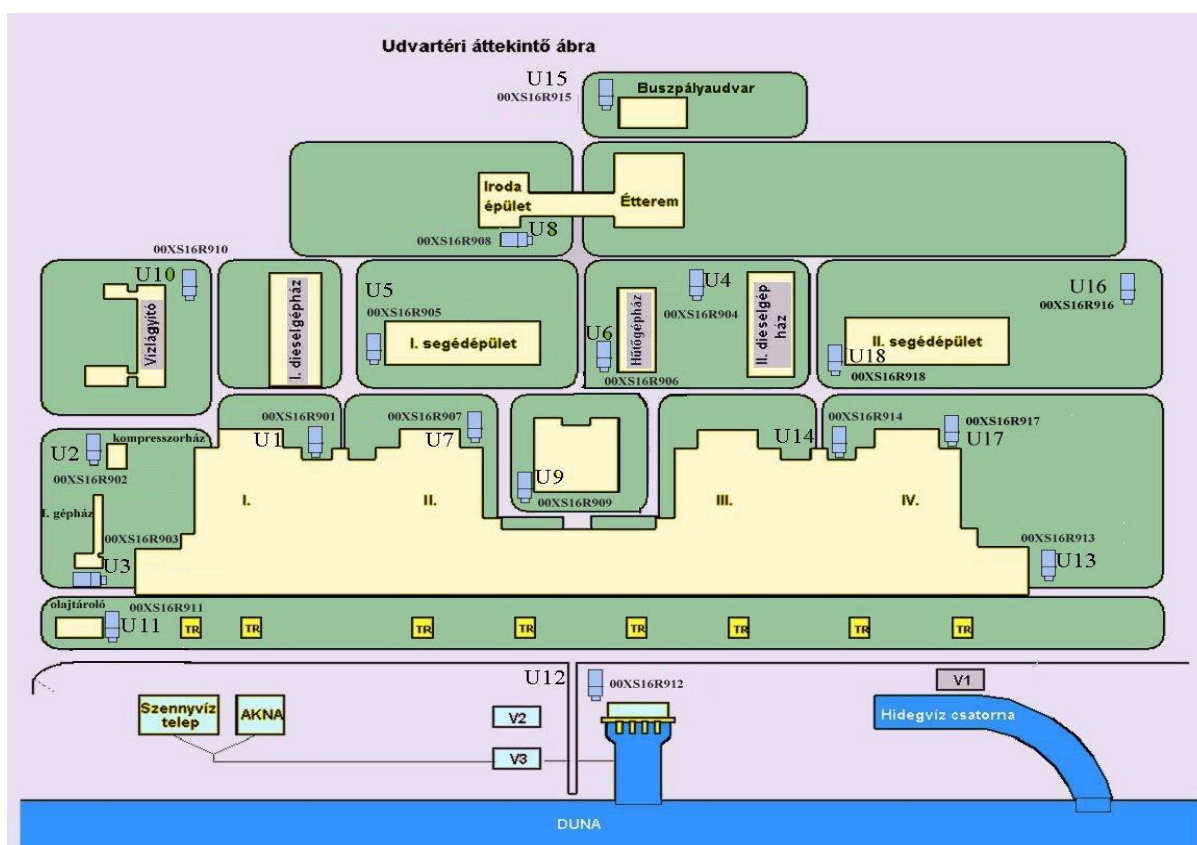 Udvartéri áttekintő ábra
U15
00XS16R915
Buszpályaudvar
Iroda
épület
Étterem
00XS16R908
U8
00XS16R910
U10
Vízlágyító
I. dieselgépház
U5
00XS16R905
I. segédépület
U6
Hűtőgépház
00XS16R906
U4
00XS16R904
II. dieselgép
ház
U16
00XS16R916
II. segédépület
U18
00XS16R918
00XS16R901
U1
00XS16R907
U7
U9
00XS16R909
U14
00XS16R914
00XS16R917
U17
kompresszorház
U2
00XS16R902
I. gépház
00XS16R903
U3
I.
II.
III.
IV.
00XS16R913
U13
olajtároló
00XS16R911
U11
TR
TR
TR
TR
TR
TR
TR
TR
U12
00XS16R912
V1
Hidegvíz csatorna
Szennyvíz
telep
AKNA
V2
V3
DUNA